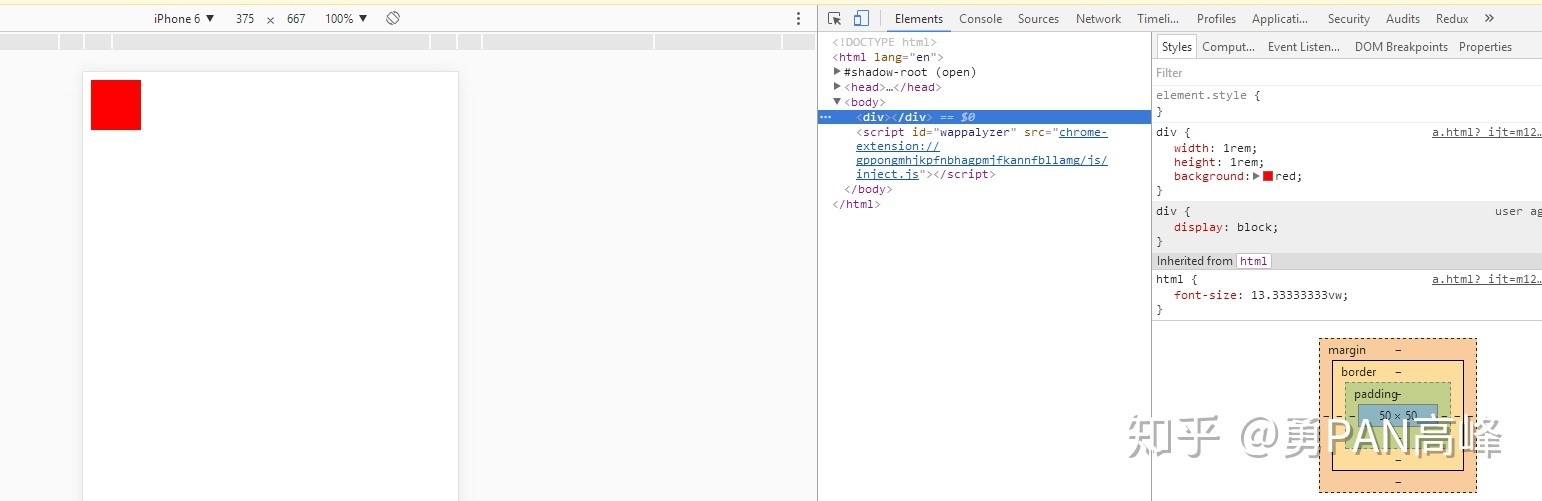 iPhone 6 ▼ 375 × 667 100% ▼
Elements Console Sources Network Timeli... Profiles Applicati... Security Audits Redux »
<!DOCTYPE html>
<html lang="en">
▶#shadow-root (open)
▶<head>…</head>
▼<body>
… <div></div> == $0
<script id="wappalyzer" src="chrome-
extension://
gppongmhjkpfnbhagpmjfkannfbllamg/js/
inject.js"></script>
</body>
</html>
Styles Comput... Event Listen... DOM Breakpoints Properties
Filter
element.style {
}
div { a.html?_ijt=m12…
width: 1rem;
height: 1rem;
background:▶red;
}
div { user ag
display: block;
}
Inherited from html
html { a.html?_ijt=m12…
font-size: 13.33333333vw;
}
margin –
border –
padding –
– – – 50 × 50 – – –
–
–
–
知乎 @勇PAN高峰